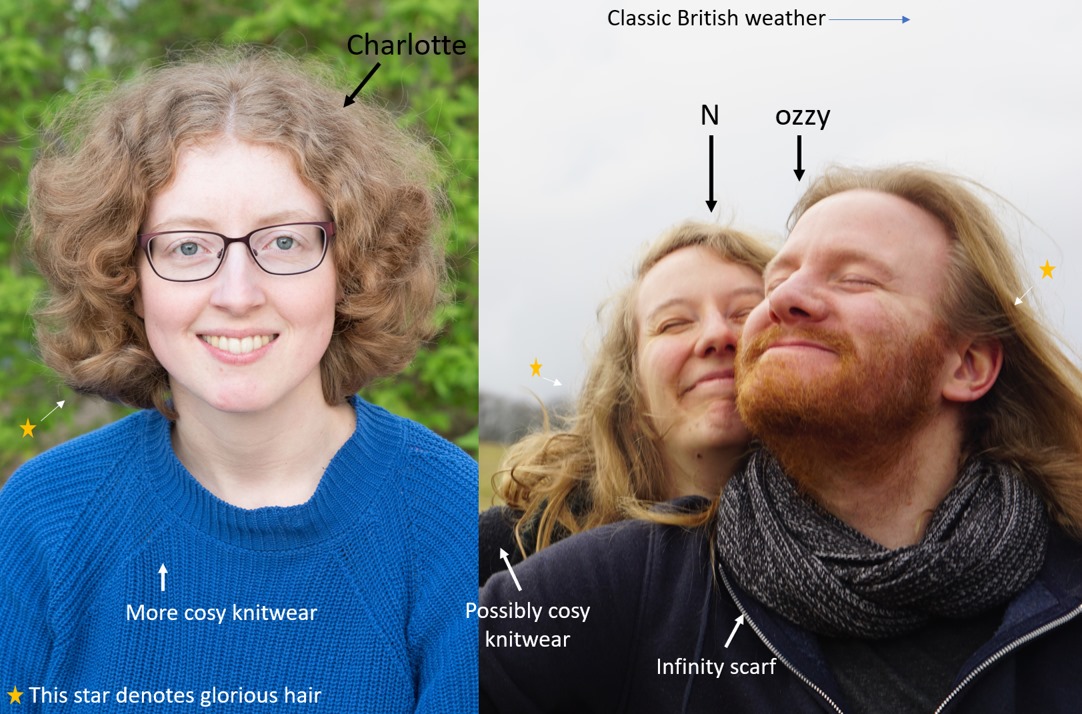 Classic British weather
Charlotte
N
ozzy
More cosy knitwear
Possibly cosy
knitwear
Infinity scarf
This star denotes glorious hair